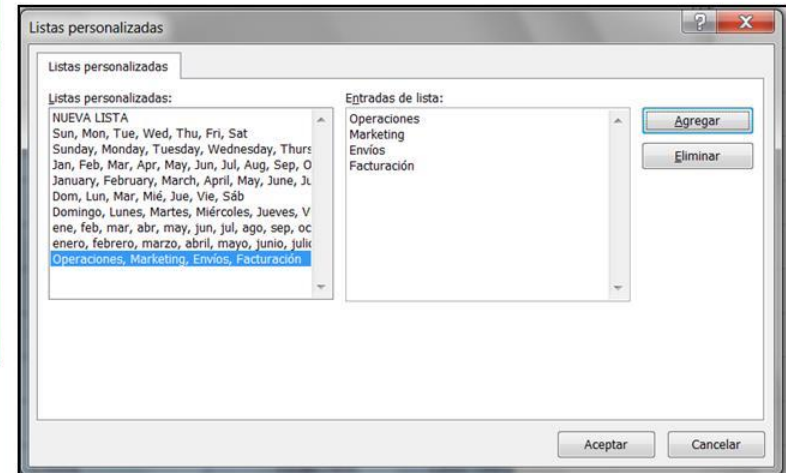 Listas personalizadas
Listas personalizadas
Listas personalizadas:
NUEVA LISTA
Sun, Mon, Tue, Wed, Thu, Fri, Sat
Sunday, Monday, Tuesday, Wednesday, Thurs
Jan, Feb, Mar, Apr, May, Jun, Jul, Aug, Sep, O
January, February, March, April, May, June, Ju
Dom, Lun, Mar, Mié, Jue, Vie, Sáb
Domingo, Lunes, Martes, Miércoles, Jueves, V
ene, feb, mar, abr, may, jun, jul, ago, sep, oc
enero, febrero, marzo, abril, mayo, junio, julio
Operaciones, Marketing, Envíos, Facturación
Entradas de lista:
Operaciones
Marketing
Envíos
Facturación
Agregar
Eliminar
Aceptar
Cancelar